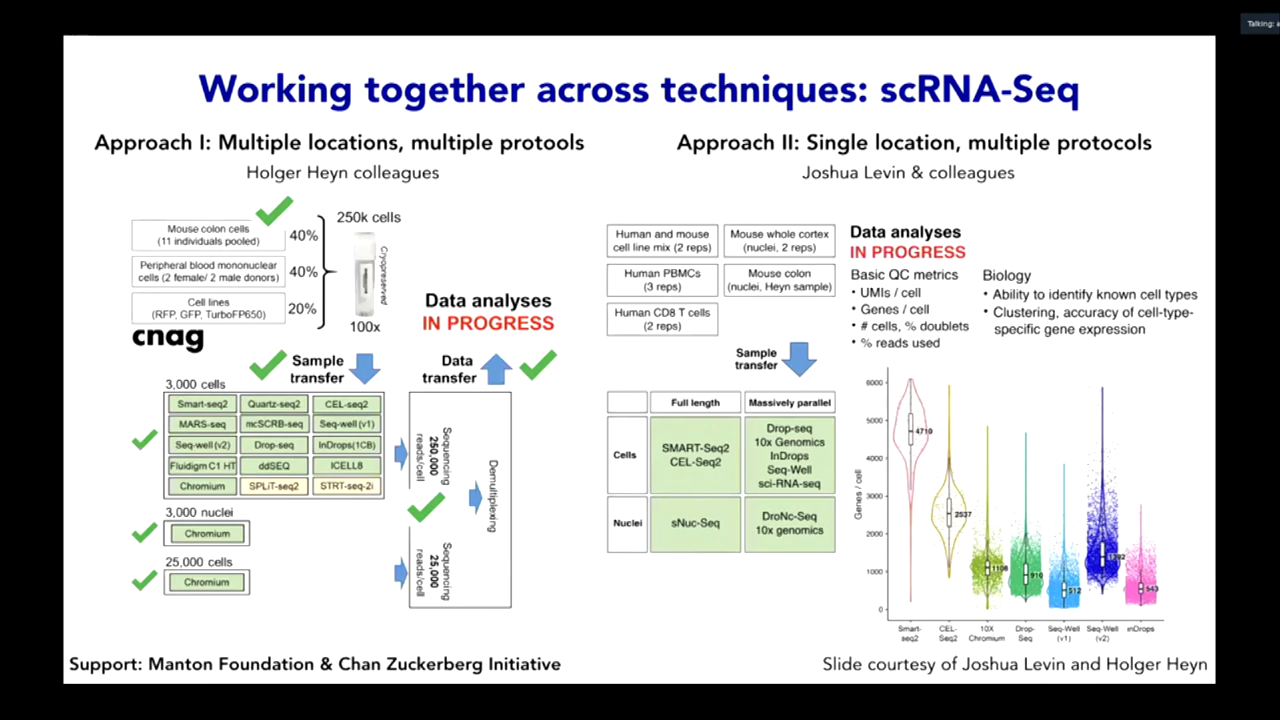 Talking:
Working together across techniques: scRNA-Seq
Approach I: Multiple locations, multiple protools
Holger Heyn colleagues
Mouse colon cells
(11 individuals pooled)
40%
Peripheral blood mononuclear
cells (2 female/ 2 male donors)
40%
Cell lines
(RFP, GFP, TurboFP650)
20%
250k cells
Cryopreserved
100x
cnag
Data analyses
IN PROGRESS
Sample
transfer
Data
transfer
3,000 cells
Smart-seq2
Quartz-seq2
CEL-seq2
MARS-seq
mcSCRB-seq
Seq-well (v1)
Seq-well (v2)
Drop-seq
InDrops(1CB)
Fluidigm C1 HT
ddSEQ
ICELL8
Chromium
SPLiT-seq2
STRT-seq-2i
3,000 nuclei
Chromium
25,000 cells
Chromium
Sequencing
250,000
reads/cell
Sequencing
25,000
reads/cell
Demultiplexing
Support: Manton Foundation & Chan Zuckerberg Initiative
Approach II: Single location, multiple protocols
Joshua Levin & colleagues
Human and mouse
cell line mix (2 reps)
Mouse whole cortex
(nuclei, 2 reps)
Human PBMCs
(3 reps)
Mouse colon
(nuclei, Heyn sample)
Human CD8 T cells
(2 reps)
Sample
transfer
Full length
Massively parallel
Cells
SMART-Seq2
CEL-Seq2
Drop-seq
10x Genomics
InDrops
Seq-Well
sci-RNA-seq
Nuclei
sNuc-Seq
DroNc-Seq
10x genomics
Data analyses
IN PROGRESS
Basic QC metrics
• UMIs / cell
• Genes / cell
• # cells, % doublets
• % reads used
Biology
• Ability to identify known cell types
• Clustering, accuracy of cell-type-
specific gene expression
Genes / cell
6000
5000
4000
3000
2000
1000
0
4710
2537
1108
910
512
543
Smart-
seq2
CEL-
Seq2
10X
Chromium
Drop-
Seq
Seq-Well
(v1)
Seq-Well
(v2)
inDrops
Slide courtesy of Joshua Levin and Holger Heyn